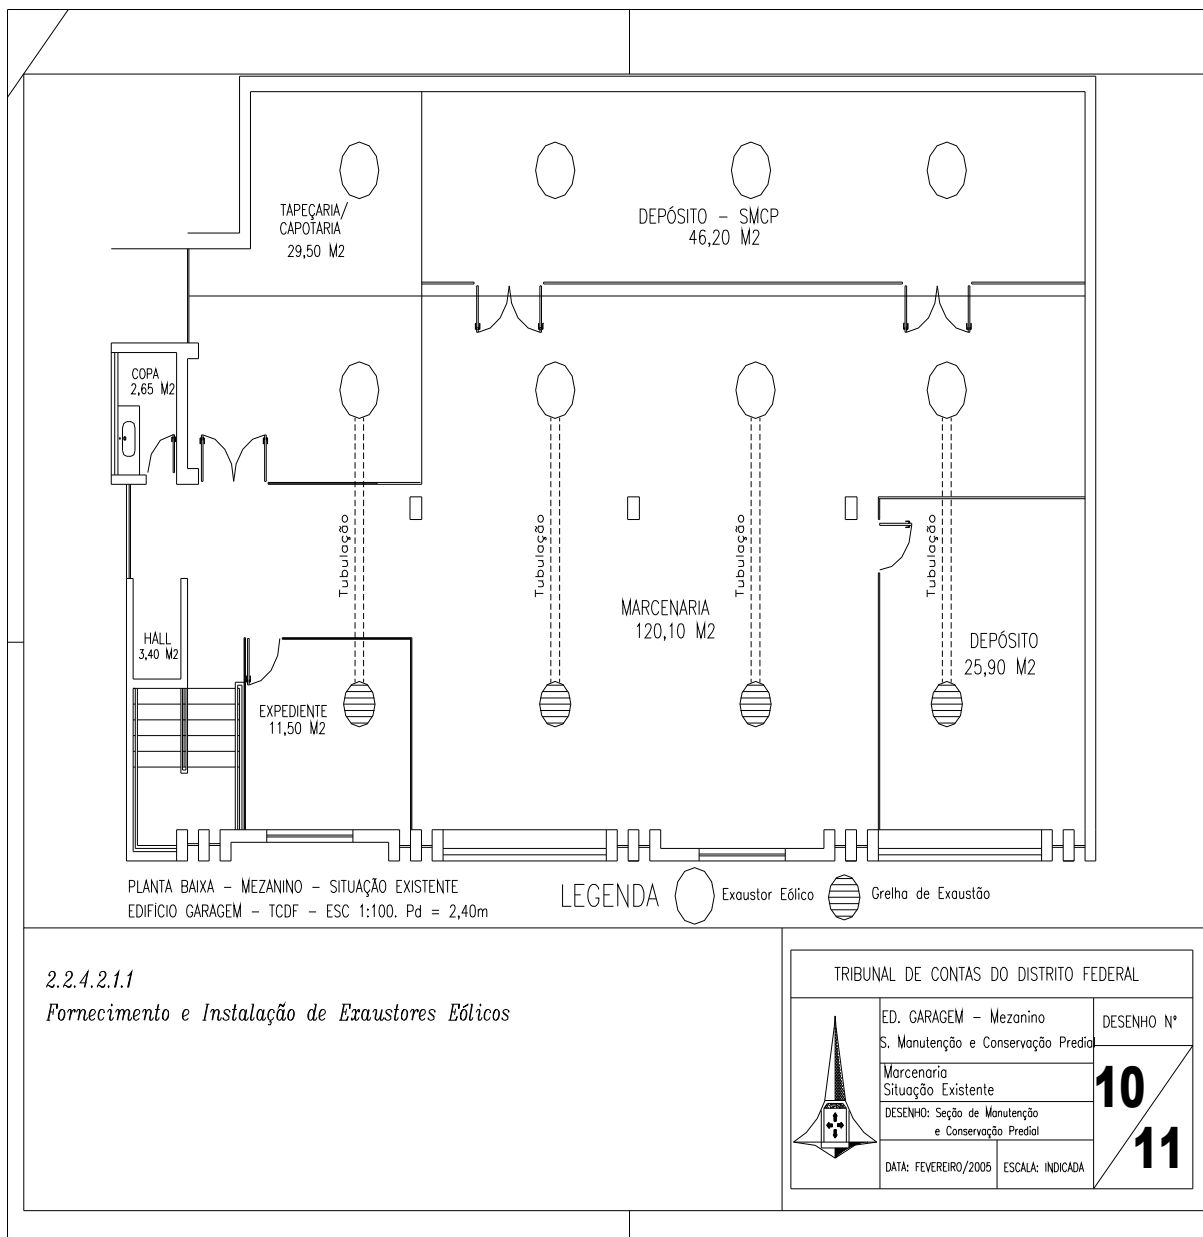 TAPEÇARIA/
CAPOTARIA
29,50 M2
DEPÓSITO - SMCP
46,20 M2
COPA
2,65 M2
Tubulação
Tubulação
Tubulação
Tubulação
MARCENARIA
120,10 M2
HALL
3,40 M2
DEPÓSITO
25,90 M2
EXPEDIENTE
11,50 M2
PLANTA BAIXA - MEZANINO - SITUAÇÃO EXISTENTE
EDIFÍCIO GARAGEM - TCDF - ESC 1:100. Pd = 2,40m
LEGENDA
Exaustor Eólico
Grelha de Exaustão
2.2.4.2.1.1
Fornecimento e Instalação de Exaustores Eólicos
TRIBUNAL DE CONTAS DO DISTRITO FEDERAL
ED. GARAGEM - Mezanino
S. Manutenção e Conservação Predial
DESENHO N°
Marcenaria
Situação Existente
10
11
DESENHO: Seção de Manutenção
e Conservação Predial
DATA: FEVEREIRO/2005
ESCALA: INDICADA